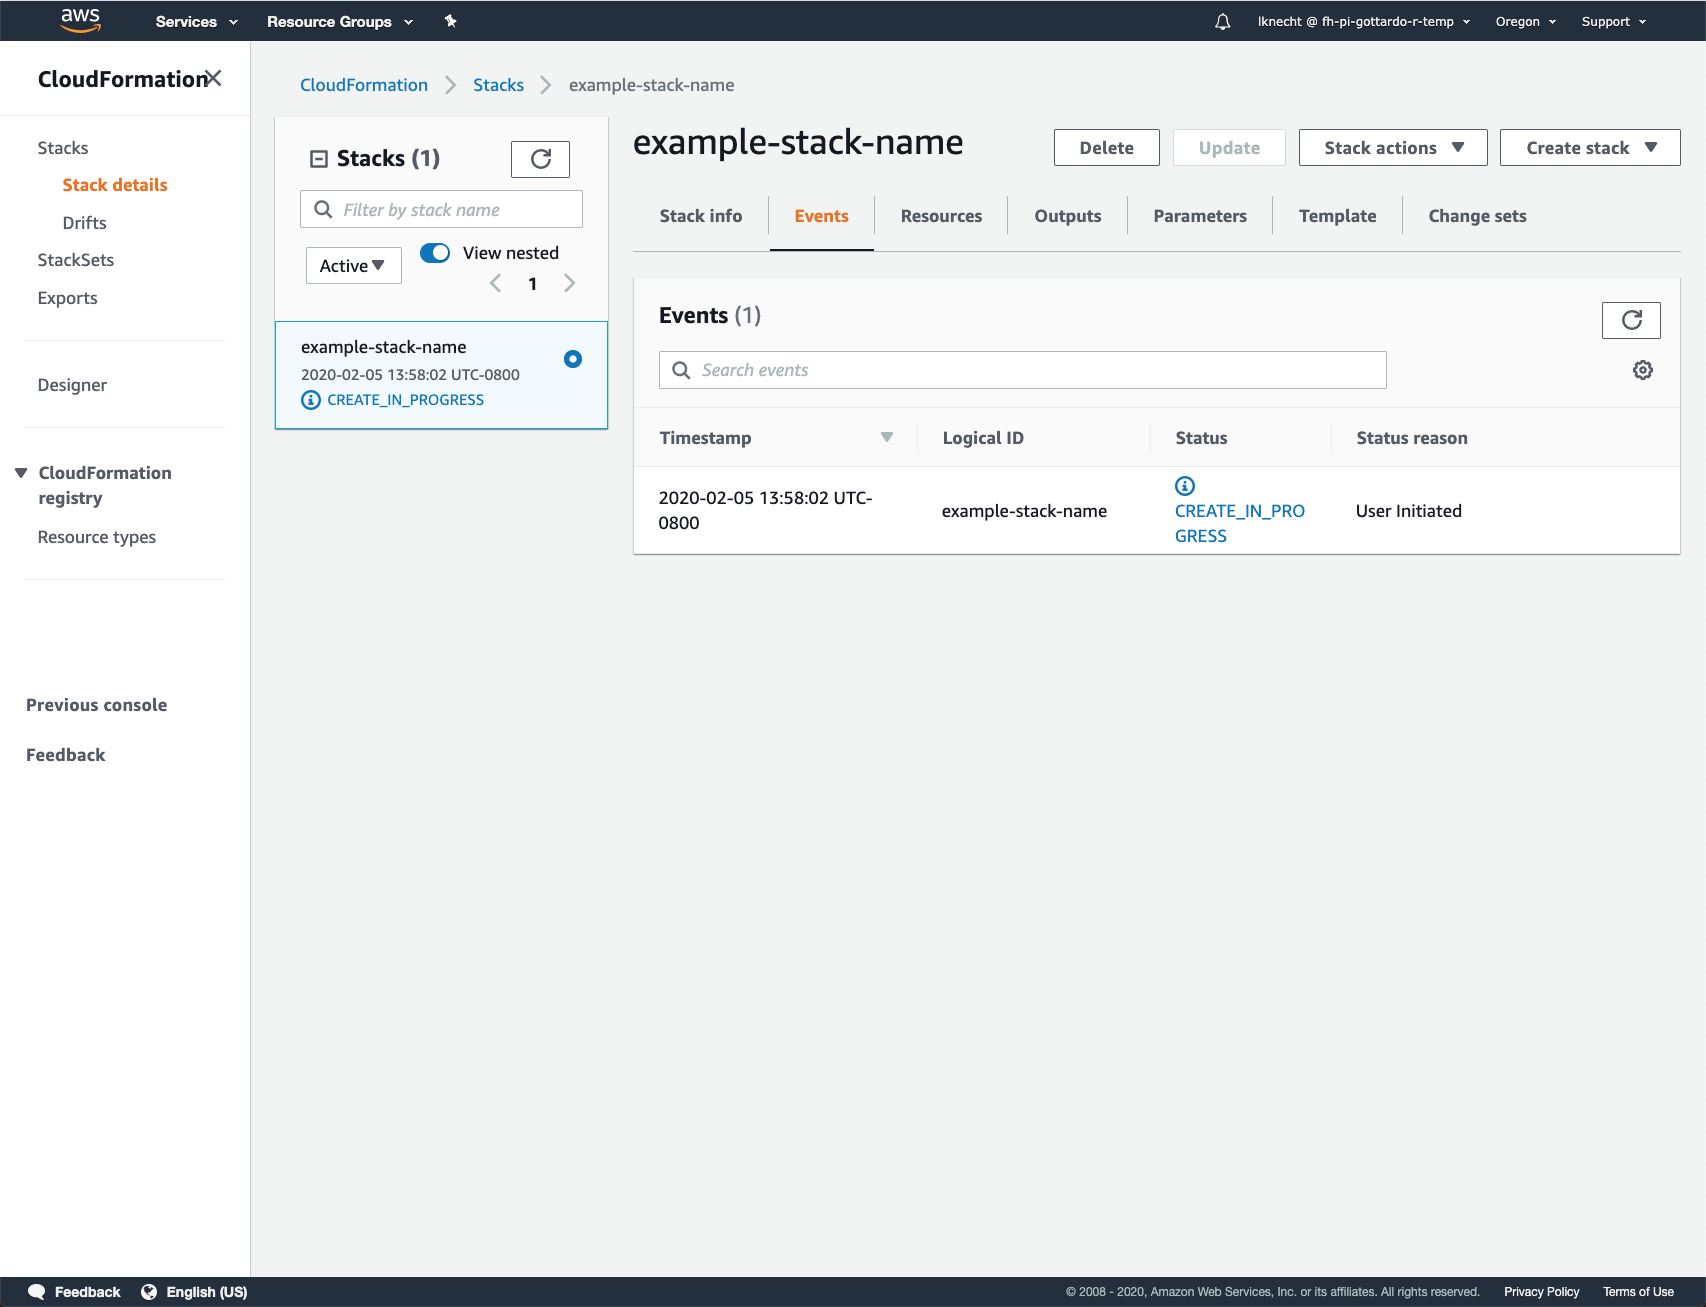 aws
Services
Resource Groups
lknecht @ fh-pi-gottardo-r-temp
Oregon
Support
CloudFormation
Stacks
Stack details
Drifts
StackSets
Exports
Designer
CloudFormation
registry
Resource types
Previous console
Feedback
CloudFormation
Stacks
example-stack-name
Stacks (1)
Filter by stack name
Active
View nested
1
example-stack-name
2020-02-05 13:58:02 UTC-0800
CREATE_IN_PROGRESS
example-stack-name
Delete
Update
Stack actions
Create stack
Stack info
Events
Resources
Outputs
Parameters
Template
Change sets
Events (1)
Search events
Timestamp
Logical ID
Status
Status reason
2020-02-05 13:58:02 UTC-
0800
example-stack-name
CREATE_IN_PRO
GRESS
User Initiated
Feedback
English (US)
© 2008 - 2020, Amazon Web Services, Inc. or its affiliates. All rights reserved.
Privacy Policy
Terms of Use